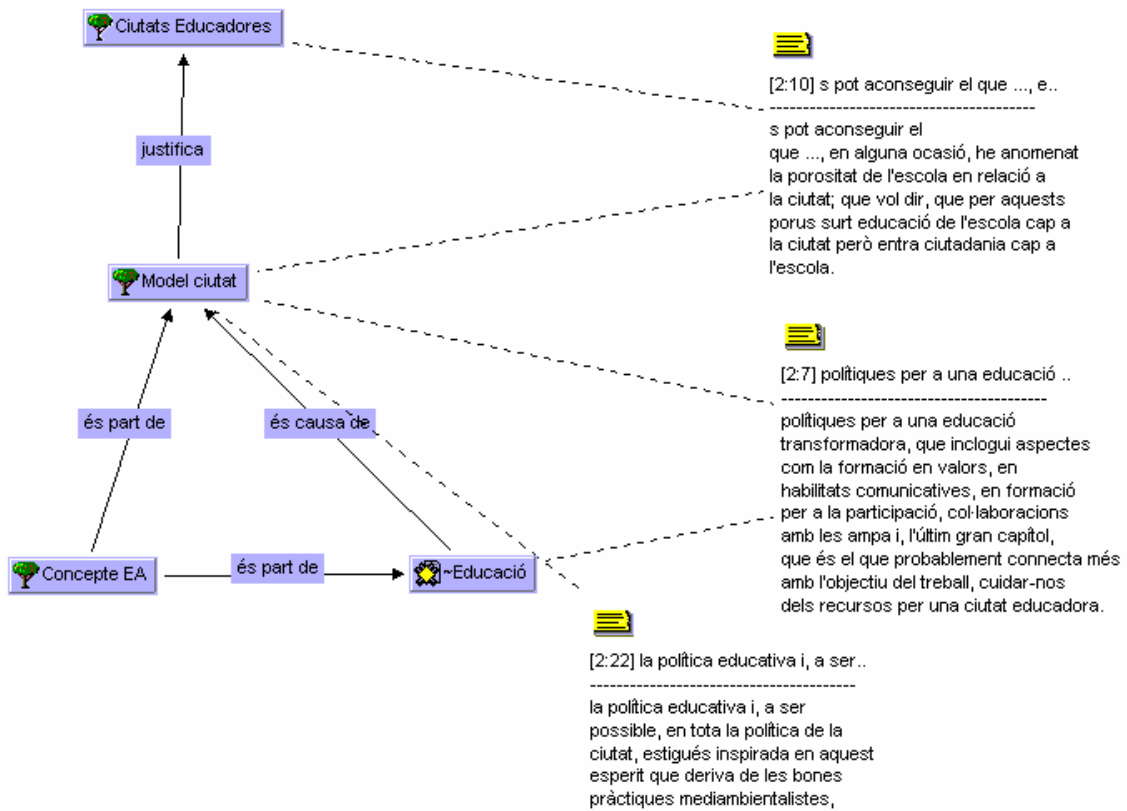 Ciutats Educadores
justifica
Model ciutat
és part de
és causa de
Concepte EA
és part de
~Educació
[2:10] s pot aconseguir el que ..., e..
----------------------------------------
s pot aconseguir el
que ..., en alguna ocasió, he anomenat
la porositat de l'escola en relació a
la ciutat; que vol dir, que per aquests
porus surt educació de l'escola cap a
la ciutat però entra ciutadania cap a
l'escola.
[2:7] polítiques per a una educació ..
----------------------------------------
polítiques per a una educació
transformadora, que inclogui aspectes
com la formació en valors, en
habilitats comunicatives, en formació
per a la participació, col·laboracions
amb les ampa i, l'últim gran capítol,
que és el que probablement connecta més
amb l'objectiu del treball, cuidar-nos
dels recursos per una ciutat educadora.
[2:22] la política educativa i, a ser..
----------------------------------------
la política educativa i, a ser
possible, en tota la política de la
ciutat, estigués inspirada en aquest
esperit que deriva de les bones
pràctiques mediambientalistes,